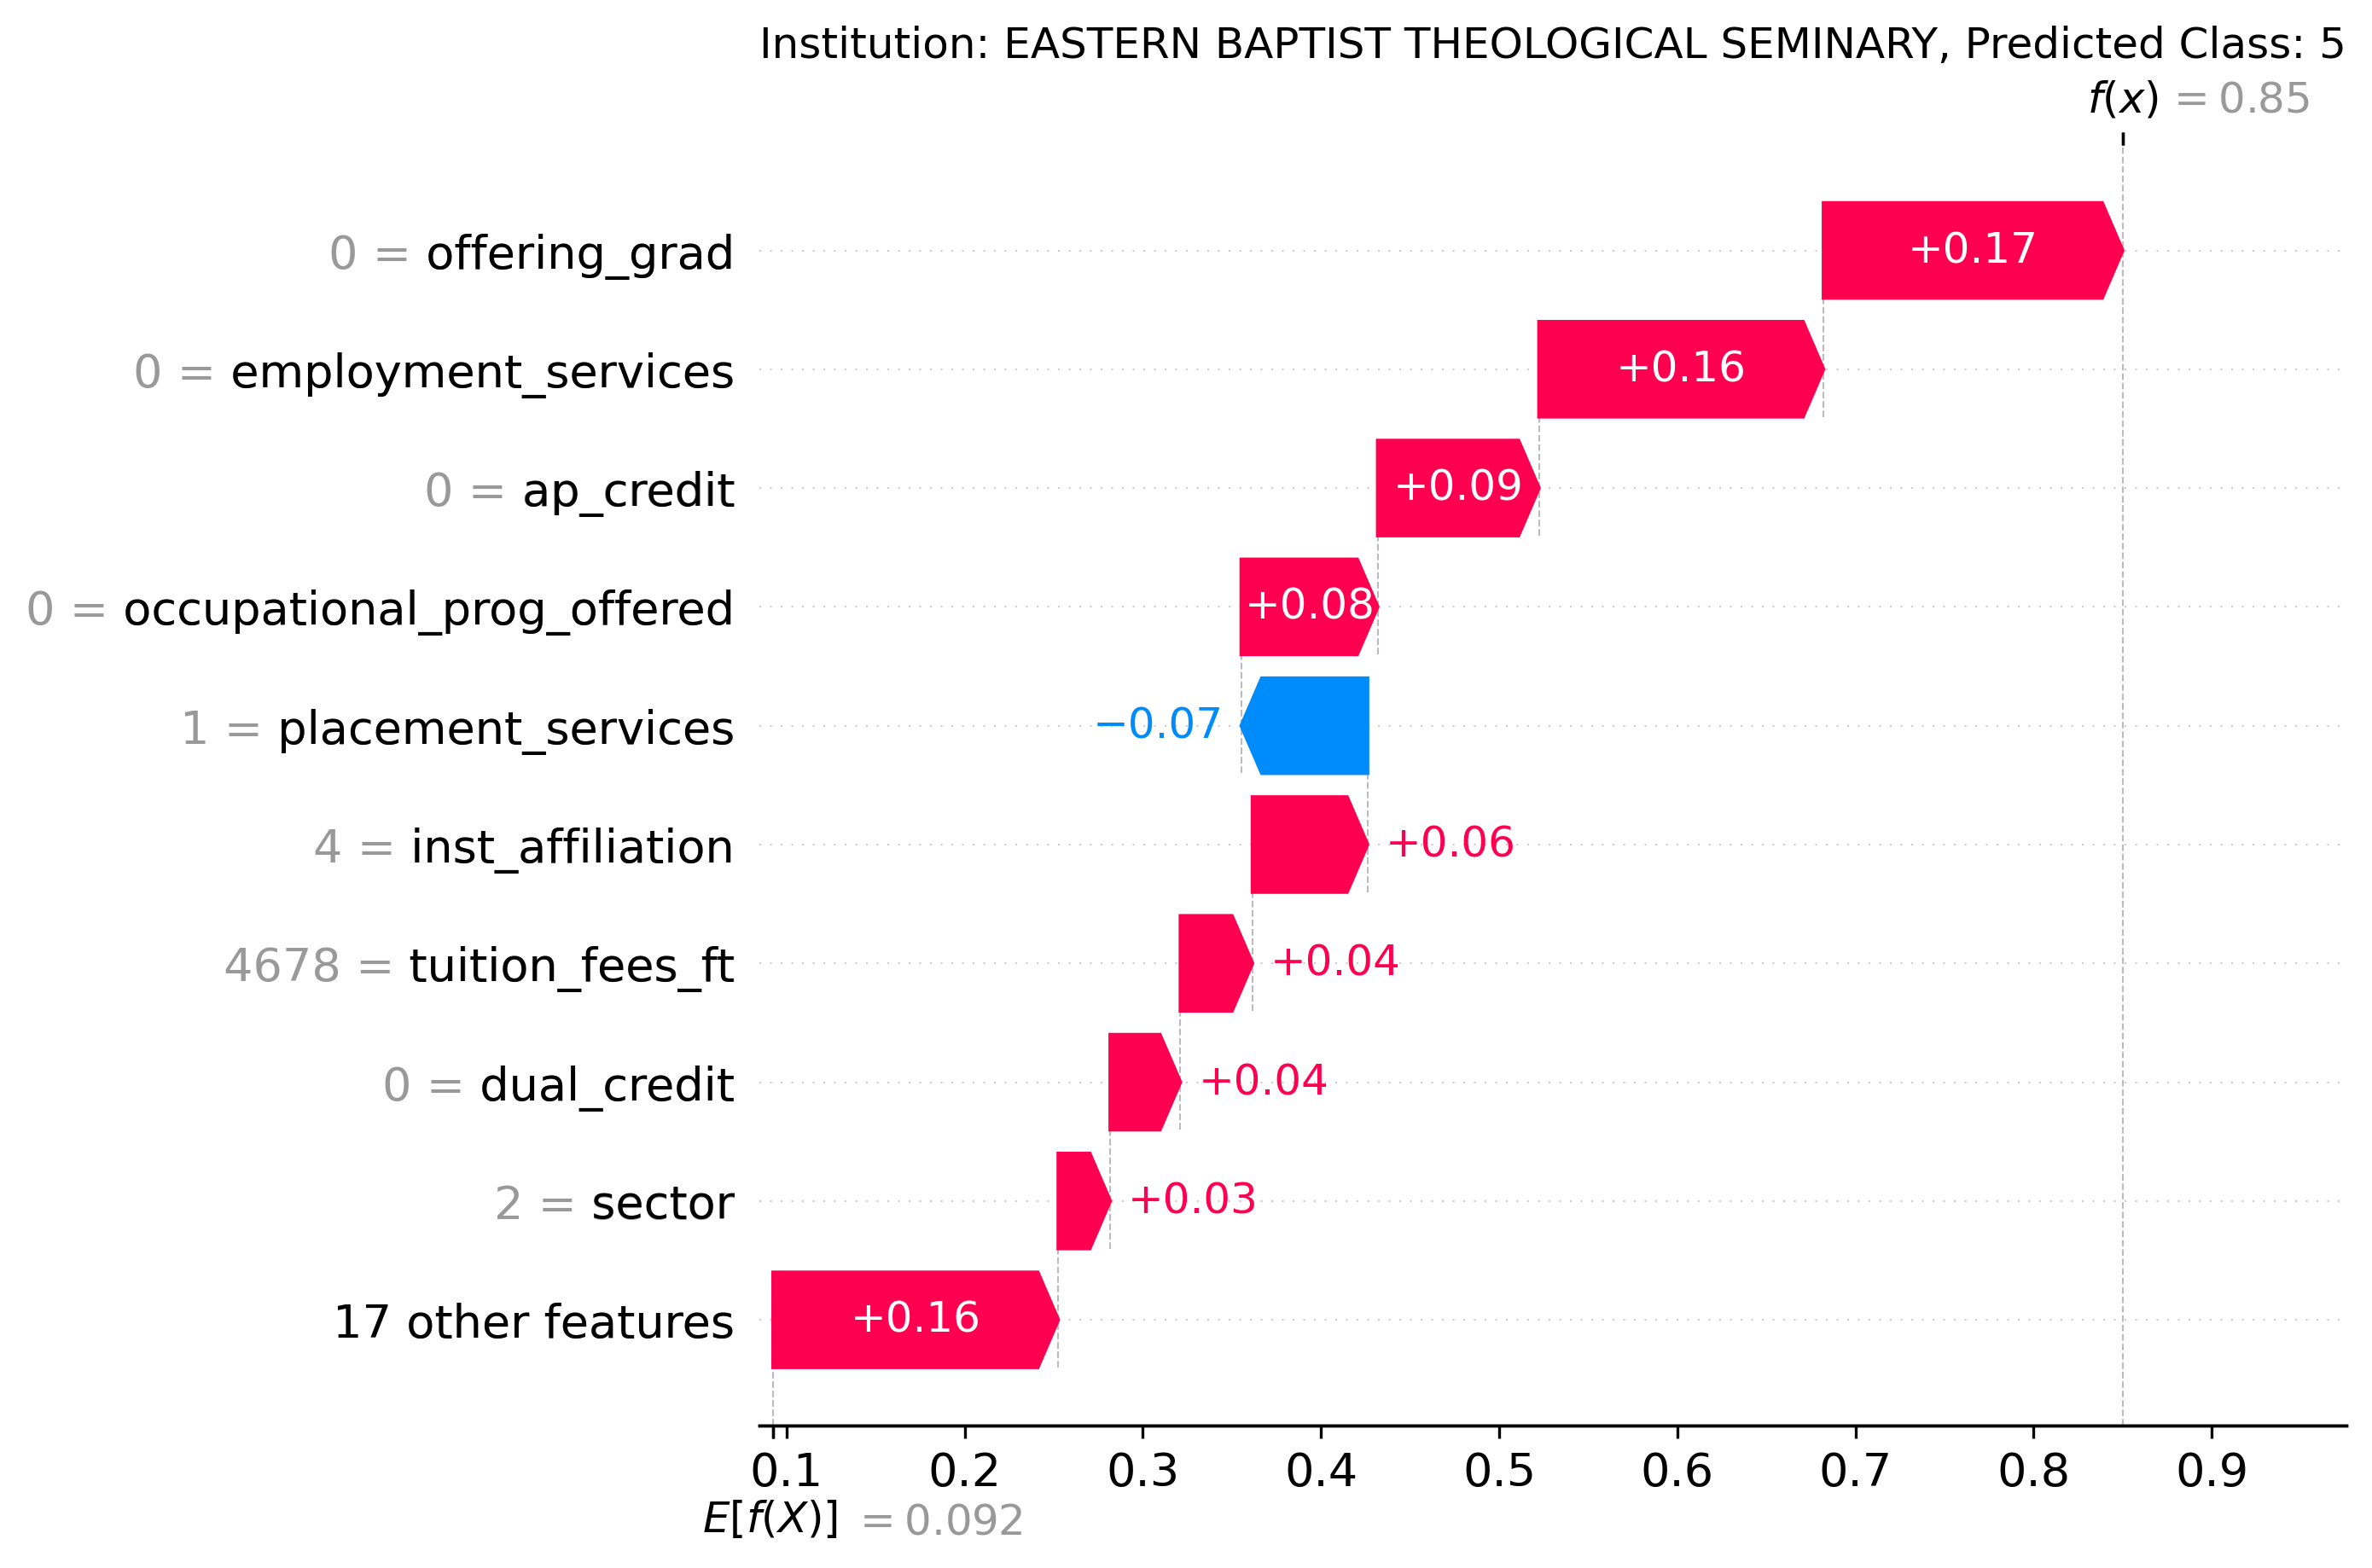 Institution: EASTERN BAPTIST THEOLOGICAL SEMINARY, Predicted Class: 5
f(x) = 0.85
0 = offering_grad +0.17
0 = employment_services +0.16
0 = ap_credit +0.09
0 = occupational_prog_offered +0.08
1 = placement_services −0.07
4 = inst_affiliation +0.06
4678 = tuition_fees_ft +0.04
0 = dual_credit +0.04
2 = sector +0.03
17 other features +0.16
0.1 0.2 0.3 0.4 0.5 0.6 0.7 0.8 0.9
E[f(X)] = 0.092